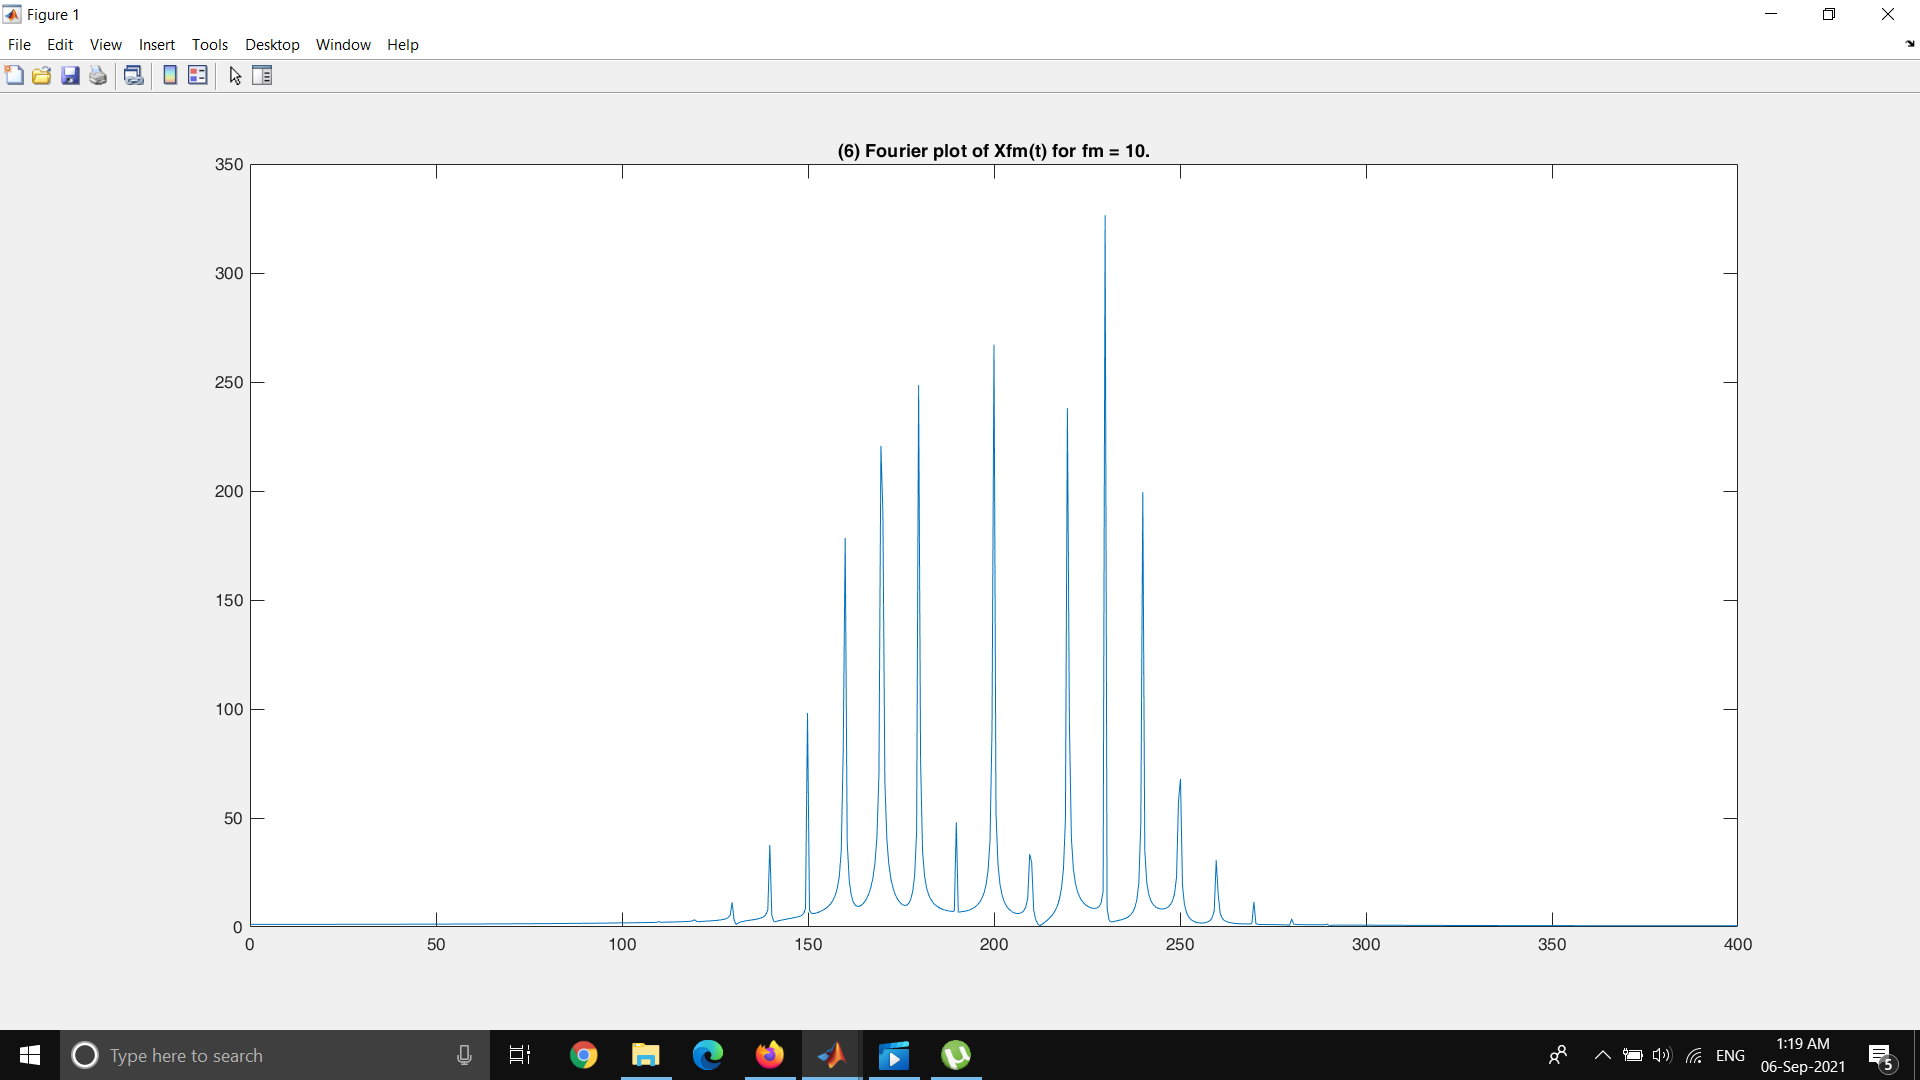 Figure 1
File Edit View Insert Tools Desktop Window Help
(6) Fourier plot of Xfm(t) for fm = 10.
350
300
250
200
150
100
50
0
0 50 100 150 200 250 300 350 400
Type here to search
ENG
1:19 AM
06-Sep-2021
5